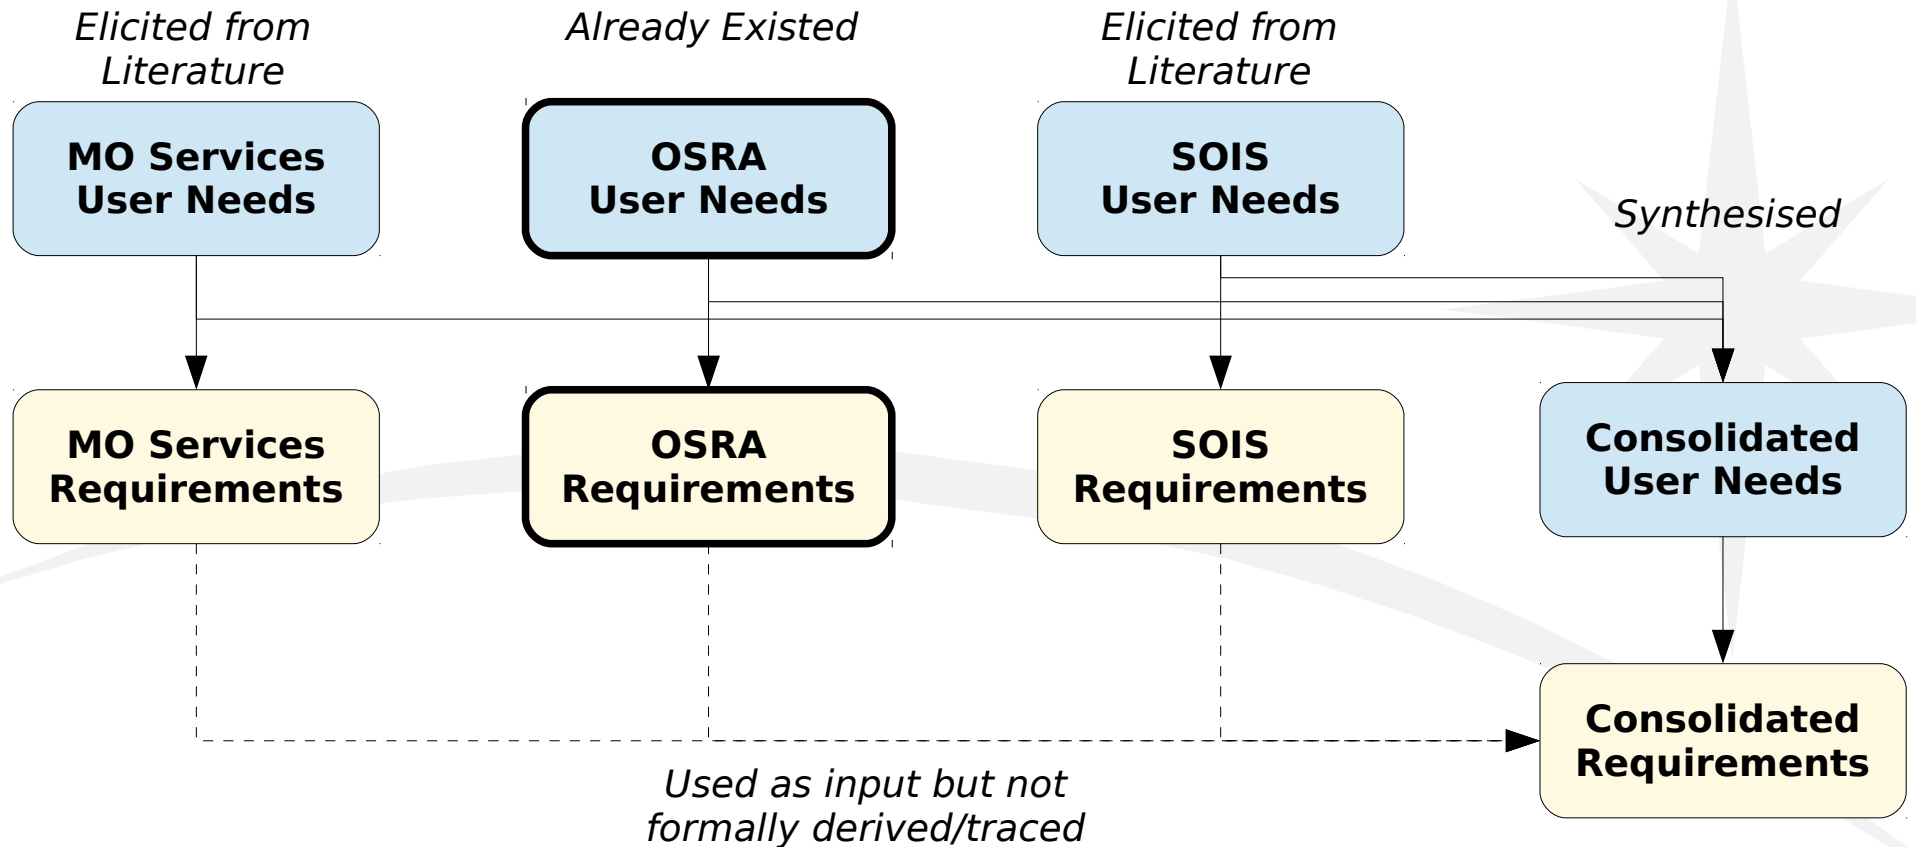 Elicited from
Literature
Already Existed
Elicited from
Literature
MO Services
User Needs
OSRA
User Needs
SOIS
User Needs
Synthesised
MO Services
Requirements
OSRA
Requirements
SOIS
Requirements
Consolidated
User Needs
Consolidated
Requirements
Used as input but not
formally derived/traced